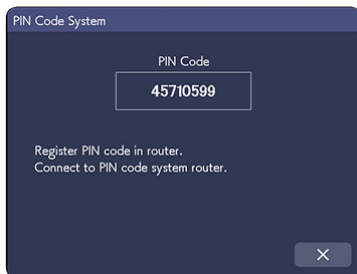 PIN Code System
PIN Code
45710599
Register PIN code in router.
Connect to PIN code system router.